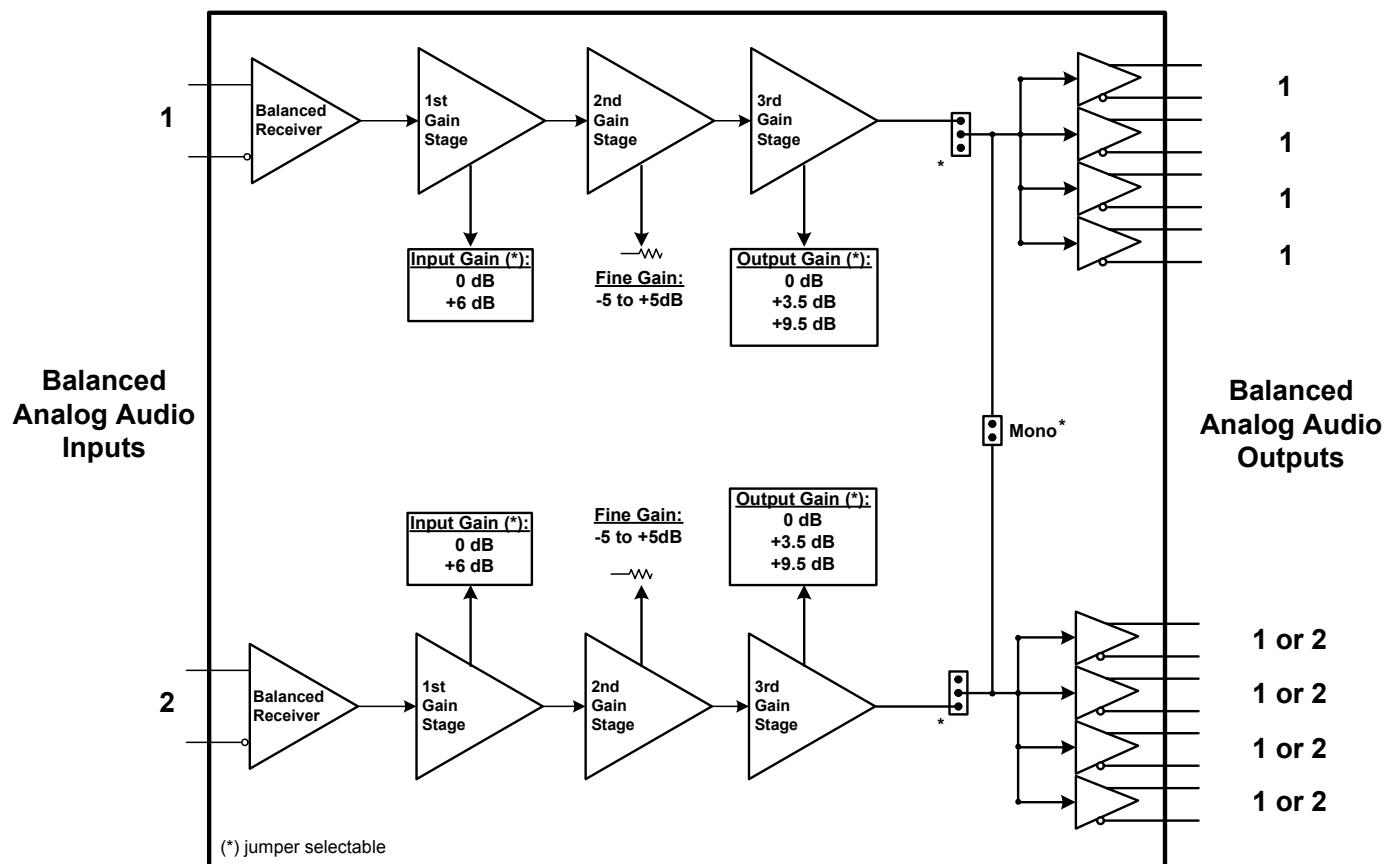 1
Balanced
Receiver
1st
Gain
Stage
2nd
Gain
Stage
3rd
Gain
Stage
*
1
1
1
1
Input Gain (*):
0 dB
+6 dB
Fine Gain:
-5 to +5dB
Output Gain (*):
0 dB
+3.5 dB
+9.5 dB
Balanced
Analog Audio
Inputs
Mono*
Balanced
Analog Audio
Outputs
Input Gain (*):
0 dB
+6 dB
Fine Gain:
-5 to +5dB
Output Gain (*):
0 dB
+3.5 dB
+9.5 dB
2
Balanced
Receiver
1st
Gain
Stage
2nd
Gain
Stage
3rd
Gain
Stage
*
1 or 2
1 or 2
1 or 2
1 or 2
(*) jumper selectable